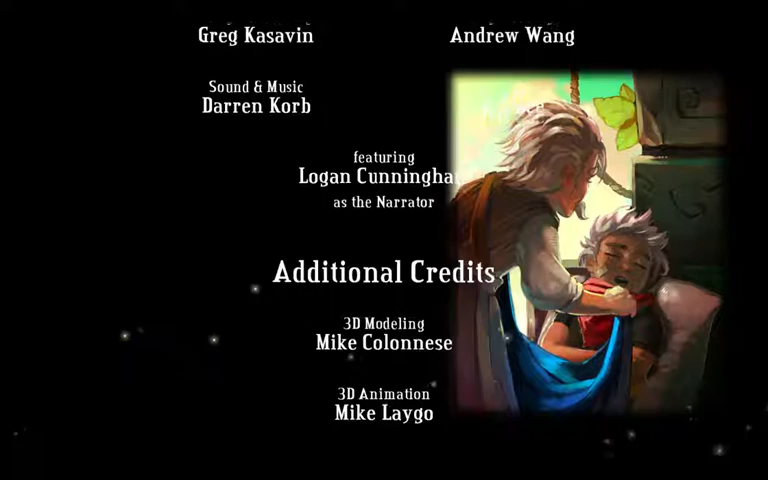 Greg Kasavin
Andrew Wang
Sound & Music
Darren Korb
featuring
Logan Cunningha
as the Narrator
Additional Credits
3D Modeling
Mike Colonnese
3D Animation
Mike Laygo